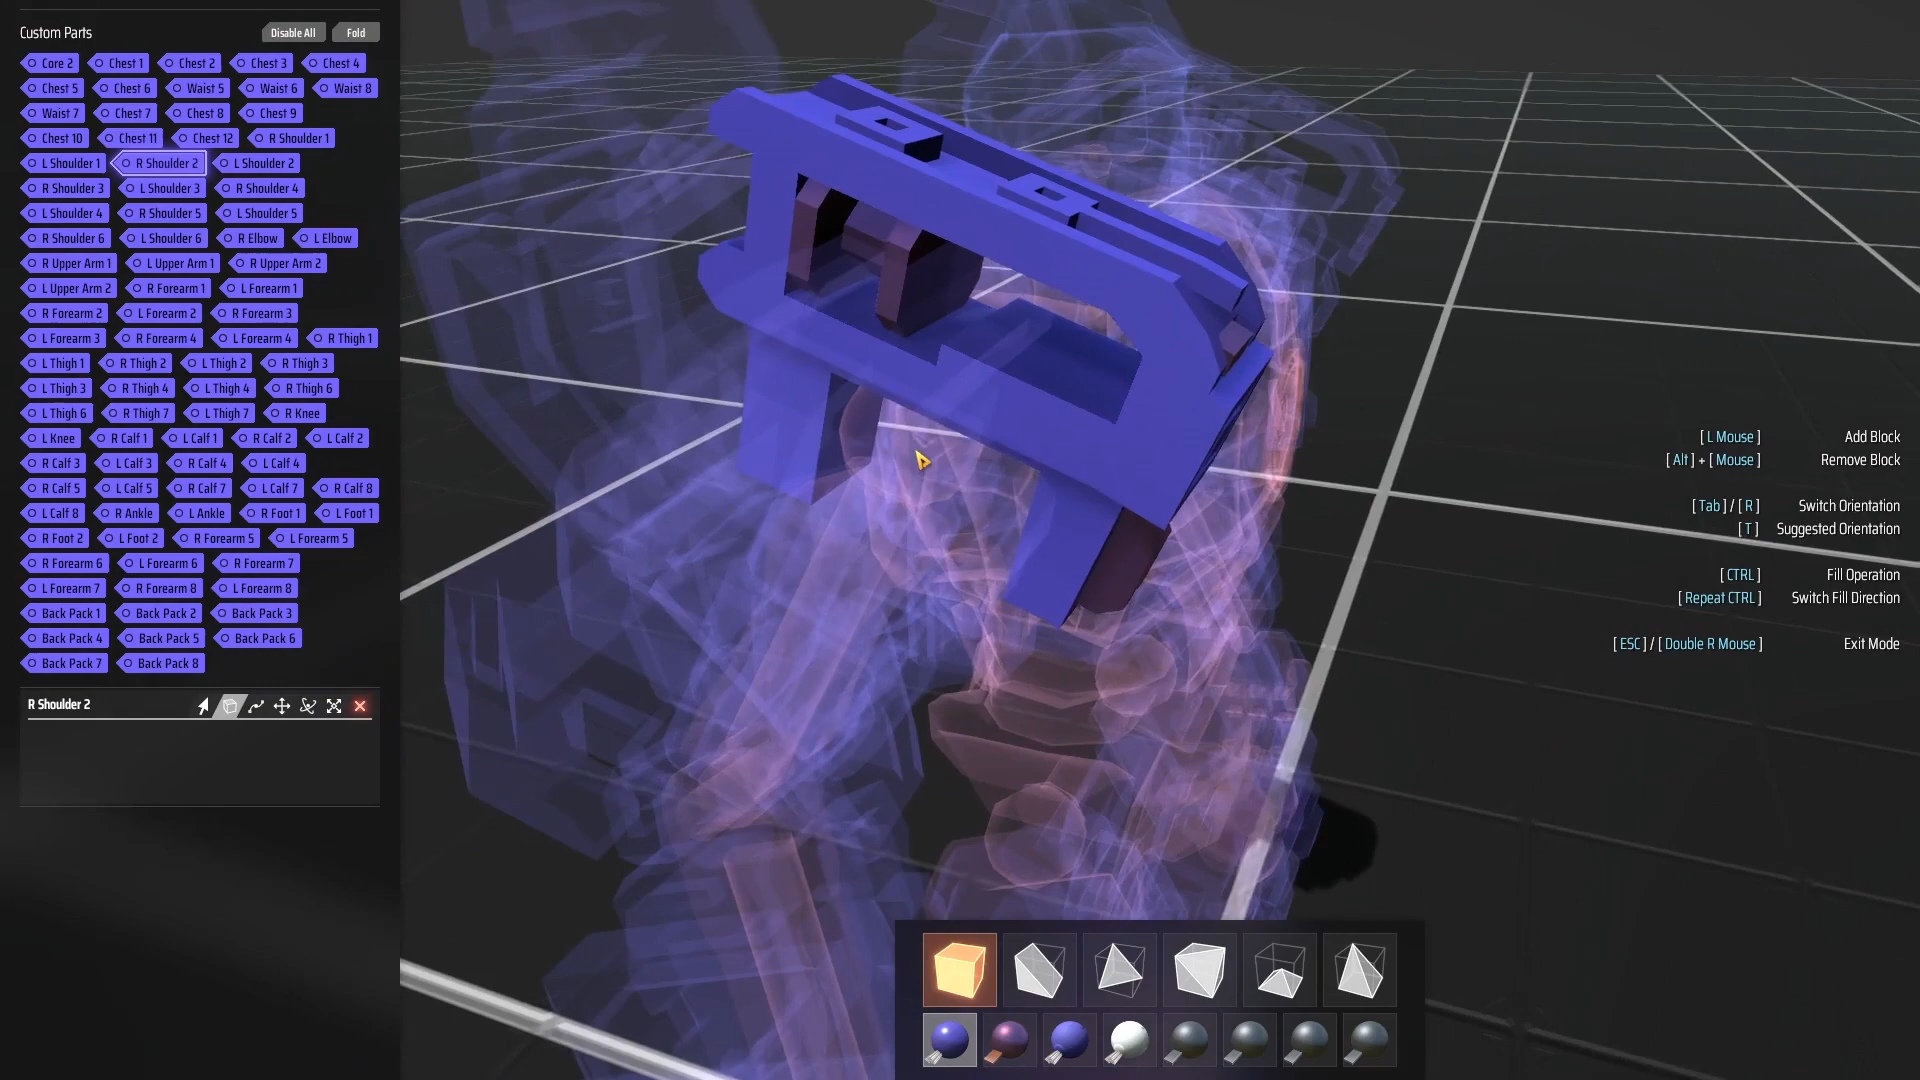 Custom Parts Disable All Fold
Core 2 Chest 1 Chest 2 Chest 3 Chest 4
Chest 5 Chest 6 Waist 5 Waist 6 Waist 8
Waist 7 Chest 7 Chest 8 Chest 9
Chest 10 Chest 11 Chest 12 R Shoulder 1
L Shoulder 1 R Shoulder 2 L Shoulder 2
R Shoulder 3 L Shoulder 3 R Shoulder 4
L Shoulder 4 R Shoulder 5 L Shoulder 5
R Shoulder 6 L Shoulder 6 R Elbow L Elbow
R Upper Arm 1 L Upper Arm 1 R Upper Arm 2
L Upper Arm 2 R Forearm 1 L Forearm 1
R Forearm 2 L Forearm 2 R Forearm 3
L Forearm 3 R Forearm 4 L Forearm 4 R Thigh 1
L Thigh 1 R Thigh 2 L Thigh 2 R Thigh 3
L Thigh 3 R Thigh 4 L Thigh 4 R Thigh 6
L Thigh 6 R Thigh 7 L Thigh 7 R Knee
L Knee R Calf 1 L Calf 1 R Calf 2 L Calf 2
R Calf 3 L Calf 3 R Calf 4 L Calf 4
R Calf 5 L Calf 5 R Calf 7 L Calf 7 R Calf 8
L Calf 8 R Ankle L Ankle R Foot 1 L Foot 1
R Foot 2 L Foot 2 R Forearm 5 L Forearm 5
R Forearm 6 L Forearm 6 R Forearm 7
L Forearm 7 R Forearm 8 L Forearm 8
Back Pack 1 Back Pack 2 Back Pack 3
Back Pack 4 Back Pack 5 Back Pack 6
Back Pack 7 Back Pack 8
R Shoulder 2
[ L Mouse ] Add Block
[ Alt ] + [ Mouse ] Remove Block
[ Tab ] / [ R ] Switch Orientation
[ T ] Suggested Orientation
[ CTRL ] Fill Operation
[ Repeat CTRL ] Switch Fill Direction
[ ESC ] / [ Double R Mouse ] Exit Mode